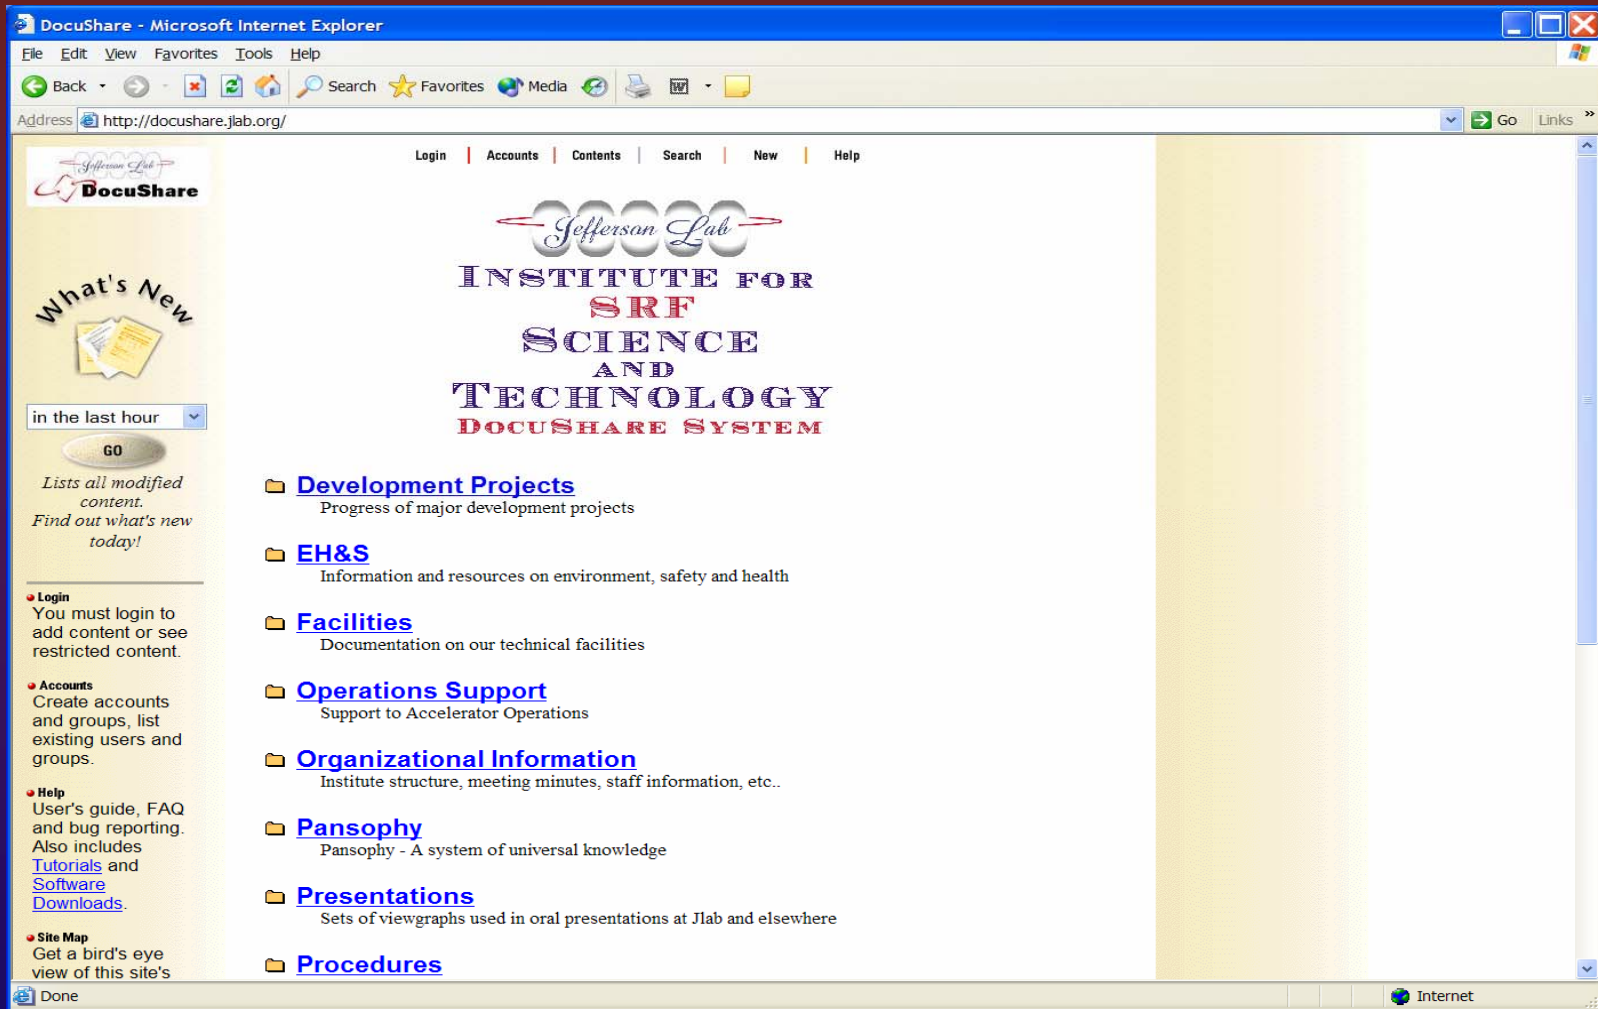 DocuShare - Microsoft Internet Explorer
File Edit View Favorites Tools Help
Back Search Favorites Media
Address http://docushare.jlab.org/ Go Links »
Jefferson Lab
DocuShare
What's New
in the last hour
GO
Lists all modified
content.
Find out what's new
today!
Login
You must login to
add content or see
restricted content.
Accounts
Create accounts
and groups, list
existing users and
groups.
Help
User's guide, FAQ
and bug reporting.
Also includes
Tutorials and
Software
Downloads.
Site Map
Get a bird's eye
view of this site's
Login | Accounts | Contents | Search | New | Help
Jefferson Lab
Institute for
SRF
Science
and
Technology
DocuShare System
Development Projects
Progress of major development projects
EH&S
Information and resources on environment, safety and health
Facilities
Documentation on our technical facilities
Operations Support
Support to Accelerator Operations
Organizational Information
Institute structure, meeting minutes, staff information, etc..
Pansophy
Pansophy - A system of universal knowledge
Presentations
Sets of viewgraphs used in oral presentations at Jlab and elsewhere
Procedures
Done Internet